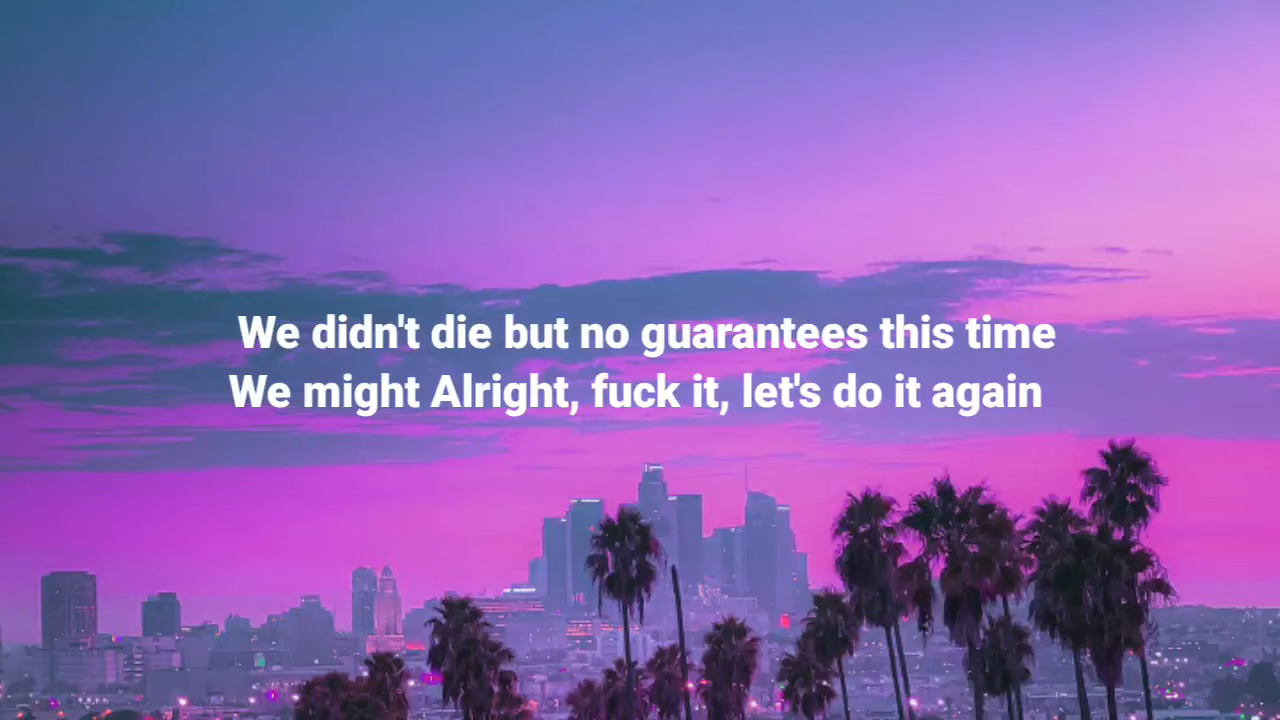 We didn't die but no guarantees this time
We might Alright, fuck it, let's do it again